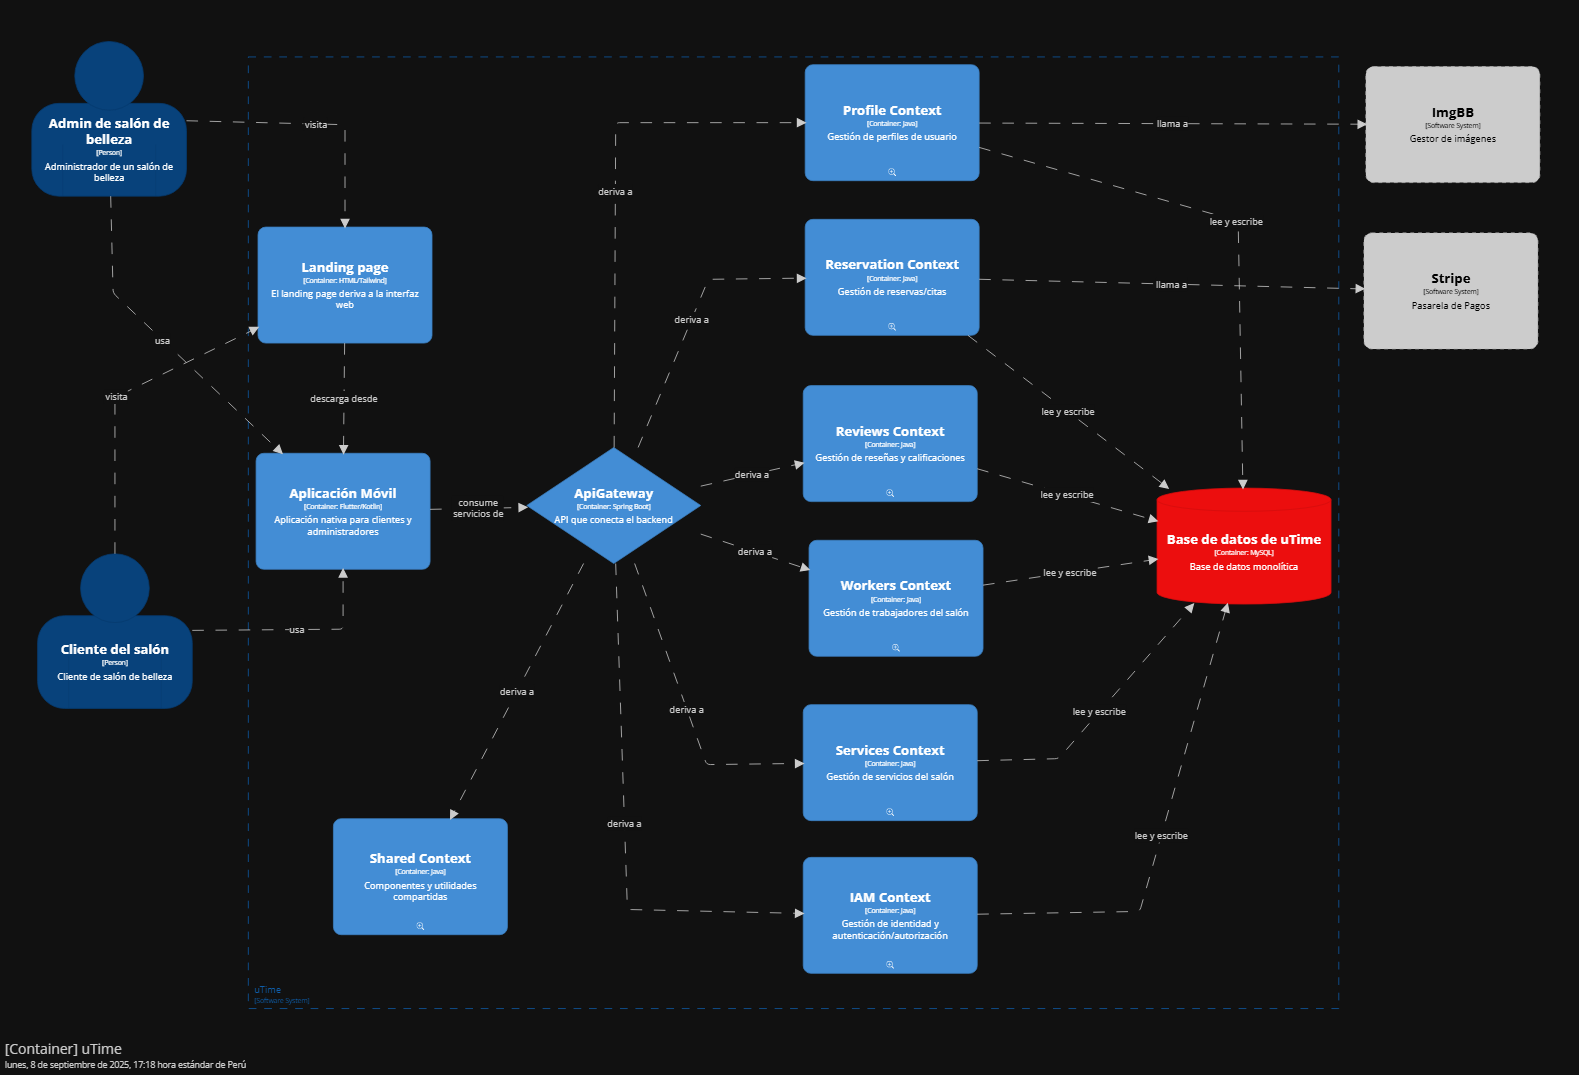 Admin de salón de
belleza
[Person]
Administrador de un salón de
belleza
visita
usa
Landing page
[Container: HTML/Tailwind]
El landing page deriva a la interfaz
web
descarga desde
visita
Aplicación Móvil
[Container: Flutter/Kotlin]
Aplicación nativa para clientes y
administradores
Cliente del salón
[Person]
Cliente de salón de belleza
usa
consume
servicios de
ApiGateway
[Container: Spring Boot]
API que conecta el backend
deriva a
deriva a
deriva a
deriva a
deriva a
deriva a
deriva a
Shared Context
[Container: Java]
Componentes y utilidades
compartidas
Profile Context
[Container: Java]
Gestión de perfiles de usuario
Reservation Context
[Container: Java]
Gestión de reservas/citas
Reviews Context
[Container: Java]
Gestión de reseñas y calificaciones
Workers Context
[Container: Java]
Gestión de trabajadores del salón
Services Context
[Container: Java]
Gestión de servicios del salón
IAM Context
[Container: Java]
Gestión de identidad y
autenticación/autorización
llama a
lee y escribe
llama a
lee y escribe
lee y escribe
lee y escribe
lee y escribe
lee y escribe
Base de datos de uTime
[Container: MySQL]
Base de datos monolítica
ImgBB
[Software System]
Gestor de imágenes
Stripe
[Software System]
Pasarela de Pagos
uTime
[Software System]
[Container] uTime
lunes, 8 de septiembre de 2025, 17:18 hora estándar de Perú